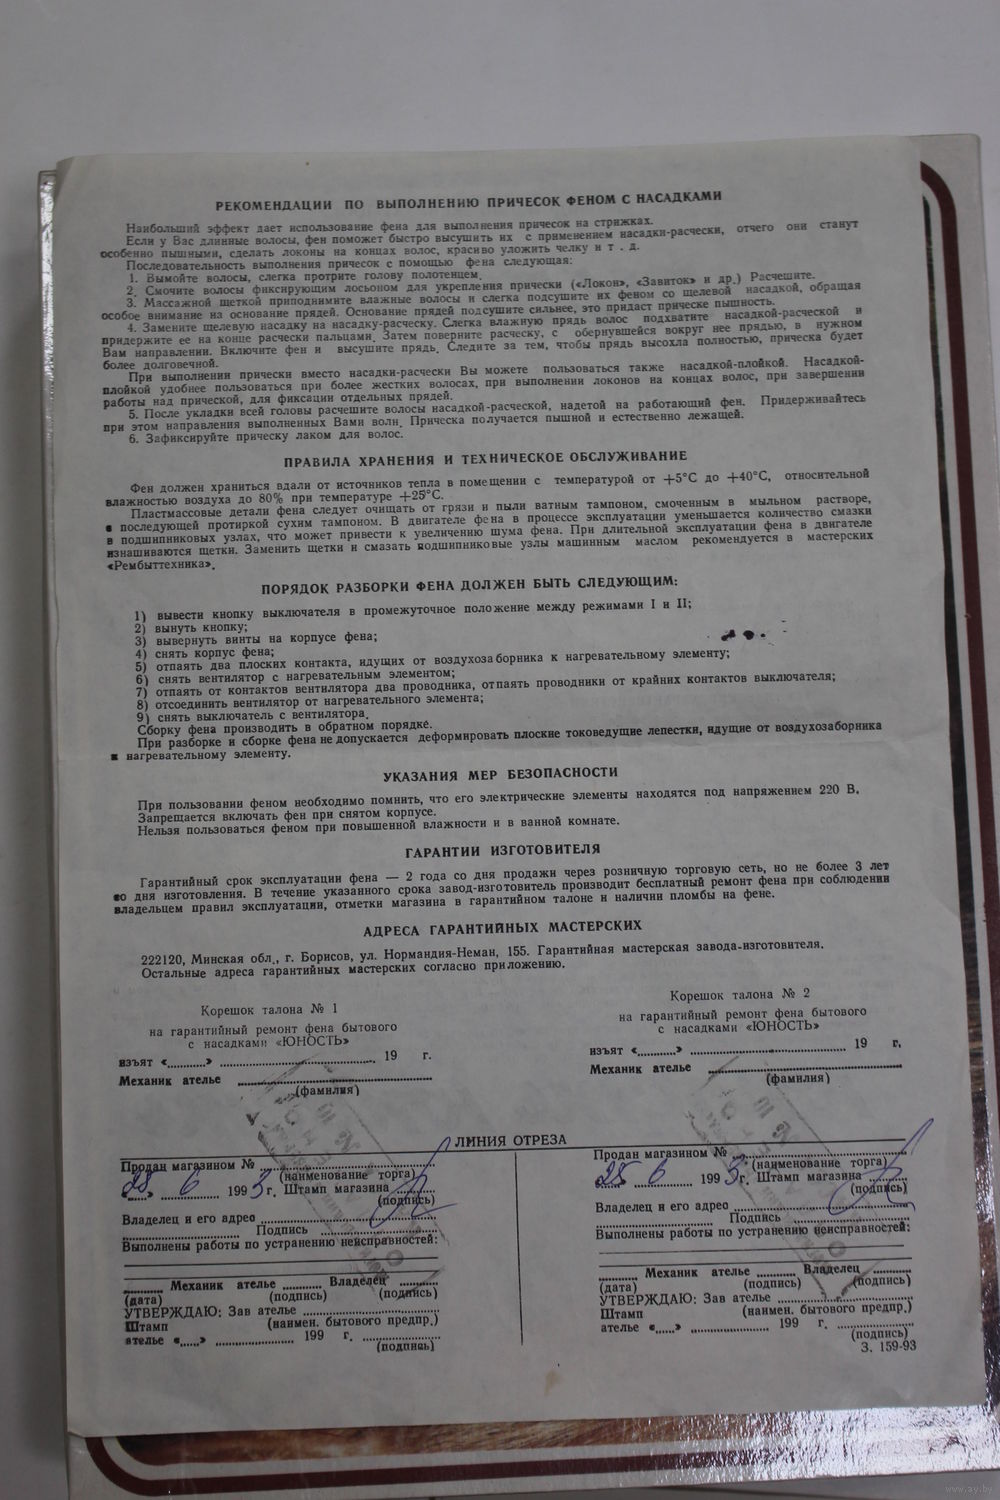 РЕКОМЕНДАЦИИ ПО ВЫПОЛНЕНИЮ ПРИЧЕСОК ФЕНОМ С НАСАДКАМИ
Наибольший эффект дает использование фена для выполнения причесок на стрижках.
Если у Вас длинные волосы, фен поможет быстро высушить их с применением насадки-расчески, отчего они станут
особенно пышными, сделать локоны на концах волос, красиво уложить челку и т . д.
Последовательность выполнения причесок с помощью фена следующая:
1. Вымойте волосы, слегка протрите голову полотенцем.
2. Смочите волосы фиксирующим лосьоном для укрепления прически («Локон», «Завиток» и др.) Расчешите.
3. Массажной щеткой приподнимите влажные волосы и слегка подсушите их феном со щелевой насадкой, обращая
особое внимание на основание прядей. Основание прядей подсушите сильнее, это придаст прическе пышность.
4. Замените щелевую насадку на насадку-расческу. Слегка влажную прядь волос подхватите насадкой-расческой и
придержите ее на конце расчески пальцами. Затем поверните расческу, с обернувшейся вокруг нее прядью, в нужном
Вам направлении. Включите фен и высушите прядь. Следите за тем, чтобы прядь высохла полностью, прическа будет
более долговечной.
При выполнении прически вместо насадки-расчески Вы можете пользоваться также насадкой-плойкой. Насадкой-
плойкой удобнее пользоваться при более жестких волосах, при выполнении локонов на концах волос, при завершении
работы над прической, для фиксации отдельных прядей.
5. После укладки всей головы расчешите волосы насадкой-расческой, надетой на работающий фен. Придерживайтесь
при этом направления выполненных Вами волн. Прическа получается пышной и естественно лежащей.
6. Зафиксируйте прическу лаком для волос.
ПРАВИЛА ХРАНЕНИЯ И ТЕХНИЧЕСКОЕ ОБСЛУЖИВАНИЕ
Фен должен храниться вдали от источников тепла в помещении с температурой от +5°С до +40°С, относительной
влажностью воздуха до 80% при температуре +25°С.
Пластмассовые детали фена следует очищать от грязи и пыли ватным тампоном, смоченным в мыльном растворе,
с последующей протиркой сухим тампоном. В двигателе фена в процессе эксплуатации уменьшается количество смазки
в подшипниковых узлах, что может привести к увеличению шума фена. При длительной эксплуатации фена в двигателе
изнашиваются щетки. Заменить щетки и смазать подшипниковые узлы машинным маслом рекомендуется в мастерских
«Рембыттехника».
ПОРЯДОК РАЗБОРКИ ФЕНА ДОЛЖЕН БЫТЬ СЛЕДУЮЩИМ:
1) вывести кнопку выключателя в промежуточное положение между режимами I и II;
2) вынуть кнопку;
3) вывернуть винты на корпусе фена;
4) снять корпус фена;
5) отпаять два плоских контакта, идущих от воздухозаборника к нагревательному элементу;
6) снять вентилятор с нагревательным элементом;
7) отпаять от контактов вентилятора два проводника, отпаять проводники от крайних контактов выключателя;
8) отсоединить вентилятор от нагревательного элемента;
9) снять выключатель с вентилятора.
Сборку фена производить в обратном порядке.
При разборке и сборке фена не допускается деформировать плоские токоведущие лепестки, идущие от воздухозаборника
к нагревательному элементу.
УКАЗАНИЯ МЕР БЕЗОПАСНОСТИ
При пользовании феном необходимо помнить, что его электрические элементы находятся под напряжением 220 В.
Запрещается включать фен при снятом корпусе.
Нельзя пользоваться феном при повышенной влажности и в ванной комнате.
ГАРАНТИИ ИЗГОТОВИТЕЛЯ
Гарантийный срок эксплуатации фена — 2 года со дня продажи через розничную торговую сеть, но не более 3 лет
со дня изготовления. В течение указанного срока завод-изготовитель производит бесплатный ремонт фена при соблюдении
владельцем правил эксплуатации, отметки магазина в гарантийном талоне и наличии пломбы на фене.
АДРЕСА ГАРАНТИЙНЫХ МАСТЕРСКИХ
222120, Минская обл., г. Борисов, ул. Нормандия-Неман, 155. Гарантийная мастерская завода-изготовителя.
Остальные адреса гарантийных мастерских согласно приложению.
Корешок талона № 1
на гарантийный ремонт фена бытового
с насадками «ЮНОСТЬ»
изъят «...........» ........................................ 19 г.
Механик ателье ........................................
(фамилия)
Корешок талона № 2
на гарантийный ремонт фена бытового
с насадками «ЮНОСТЬ»
изъят «...........» ........................................ 19 г.
Механик ателье ........................................
(фамилия)
ЛИНИЯ ОТРЕЗА
Продан магазином № ........................................
(наименование торга)
28 6 1993 г. Штамп магазина ............
(подпись)
Владелец и его адрес ........................................
Подпись ....................
Выполнены работы по устранению неисправностей:
.......... Механик ателье .......... Владелец ..........
(дата) (подпись) (подпись)
УТВЕРЖДАЮ: Зав ателье ..............................
Штамп (наимен. бытового предпр.)
ателье «......» .................... 199 г. ....................
(подпись)
Продан магазином № ........................................
(наименование торга)
28 6 1993 г. Штамп магазина ............
(подпись)
Владелец и его адрес ........................................
Подпись ....................
Выполнены работы по устранению неисправностей:
.......... Механик ателье .......... Владелец ..........
(дата) (подпись) (подпись)
УТВЕРЖДАЮ: Зав ателье ..............................
Штамп (наимен. бытового предпр.)
ателье «......» .................... 199 г. ....................
(подпись)
З. 159-93
www.ay.by